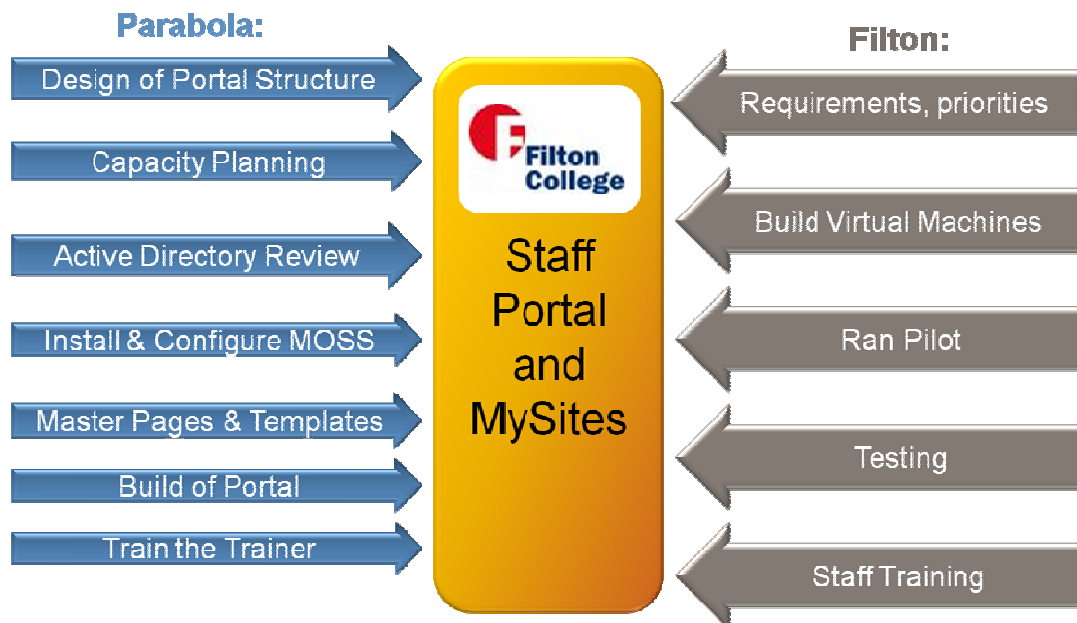 Parabola:
Design of Portal Structure
Capacity Planning
Active Directory Review
Install & Configure MOSS
Master Pages & Templates
Build of Portal
Train the Trainer
F
Filton
College
Staff
Portal
and
MySites
Filton:
Requirements, priorities
Build Virtual Machines
Ran Pilot
Testing
Staff Training